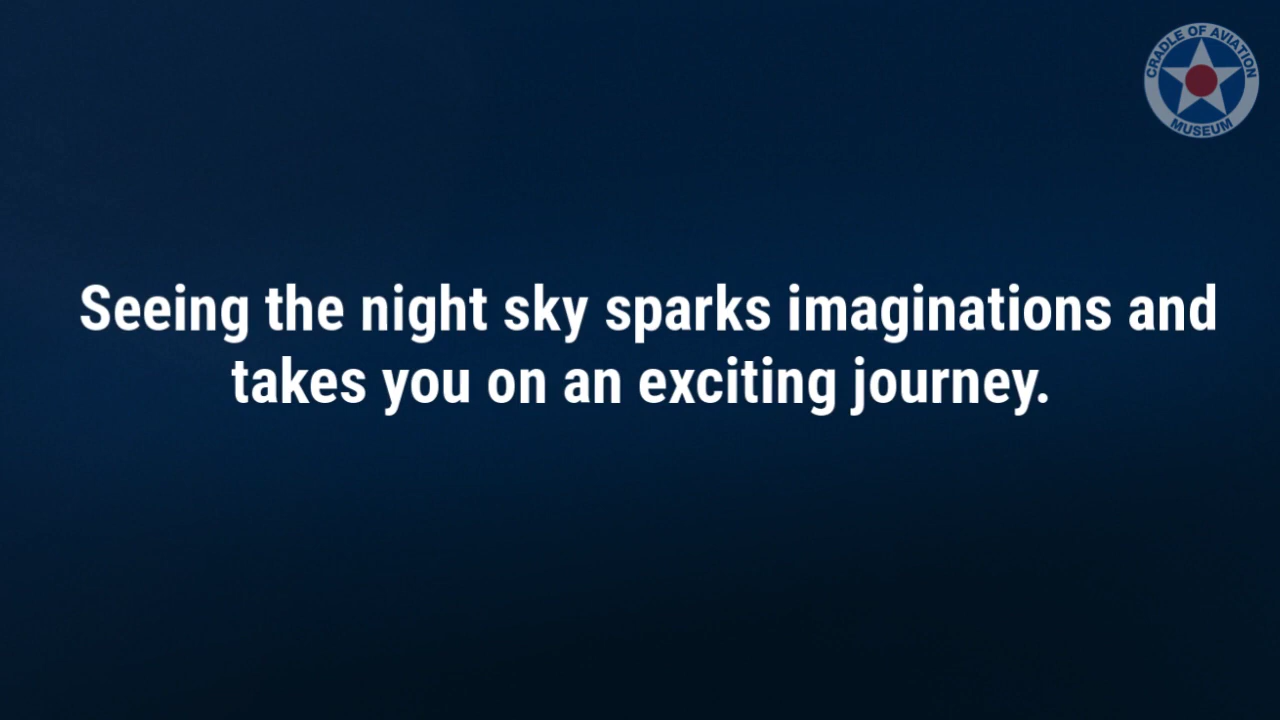 CRADLE OF AVIATION
MUSEUM
Seeing the night sky sparks imaginations and
takes you on an exciting journey.